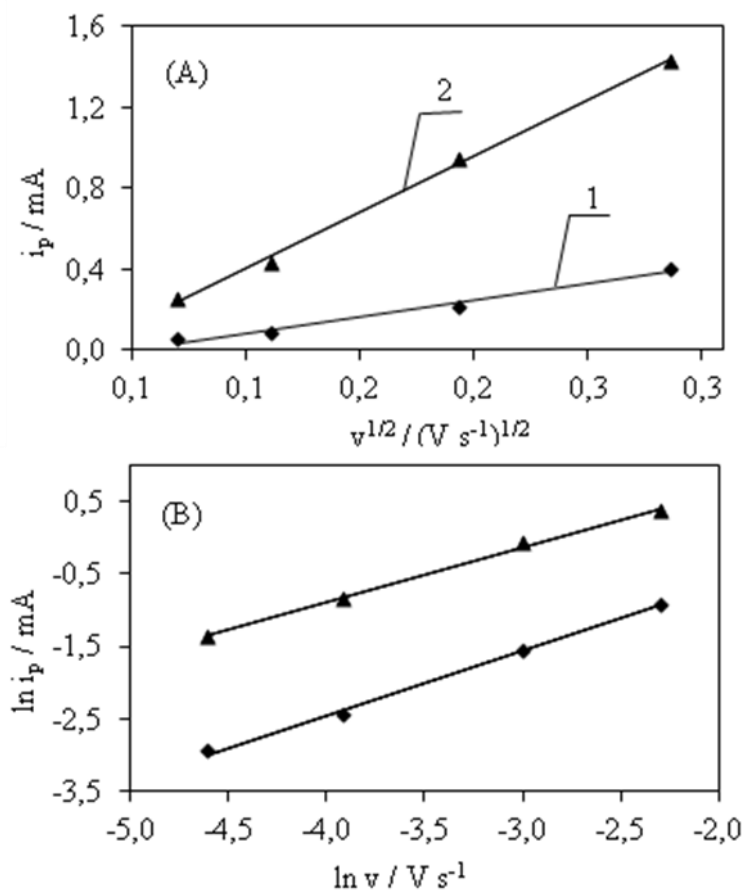 1,6
(A)
1,2
2
0,8
1
0,4
0,0
i_p / mA
0,1 0,1 0,2 0,2 0,3 0,3
v^1/2 / (V s^-1)^1/2
(B)
0,5
-0,5
-1,5
-2,5
-3,5
ln i_p / mA
-5,0 -4,5 -4,0 -3,5 -3,0 -2,5 -2,0
ln v / V s^-1